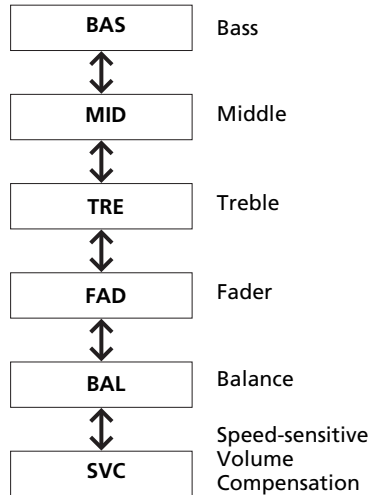 BAS Bass
MID Middle
TRE Treble
FAD Fader
BAL Balance
SVC Speed-sensitive
Volume
Compensation